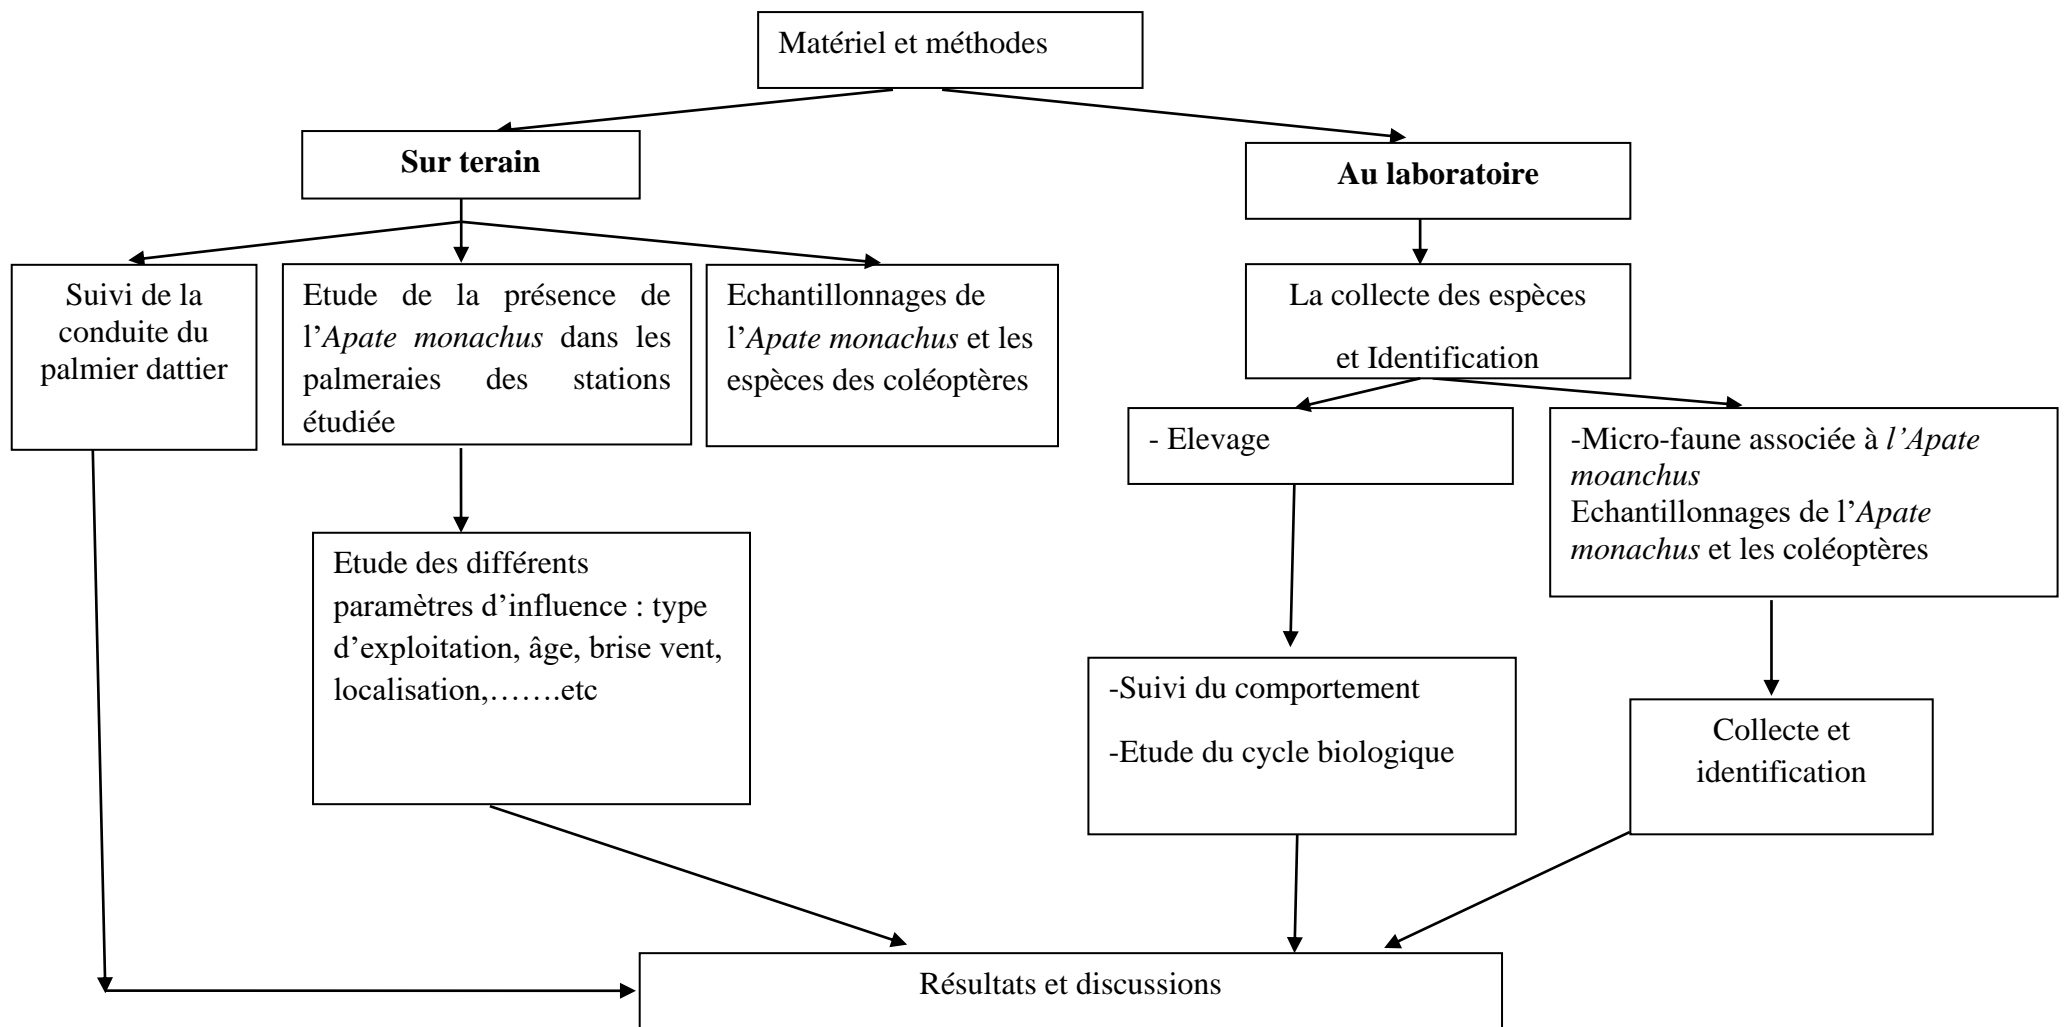 Matériel et méthodes
Sur terain
Au laboratoire
Suivi de la
conduite du
palmier dattier
Etude de la présence de
l’Apate monachus dans les
palmeraies des stations
étudiée
Echantillonnages de
l’Apate monachus et les
espèces des coléoptères
La collecte des espèces
et Identification
- Elevage
-Micro-faune associée à l’Apate
moanchus
Echantillonnages de l’Apate
monachus et les coléoptères
Etude des différents
paramètres d’influence : type
d’exploitation, âge, brise vent,
localisation,…….etc
-Suivi du comportement
-Etude du cycle biologique
Collecte et
identification
Résultats et discussions